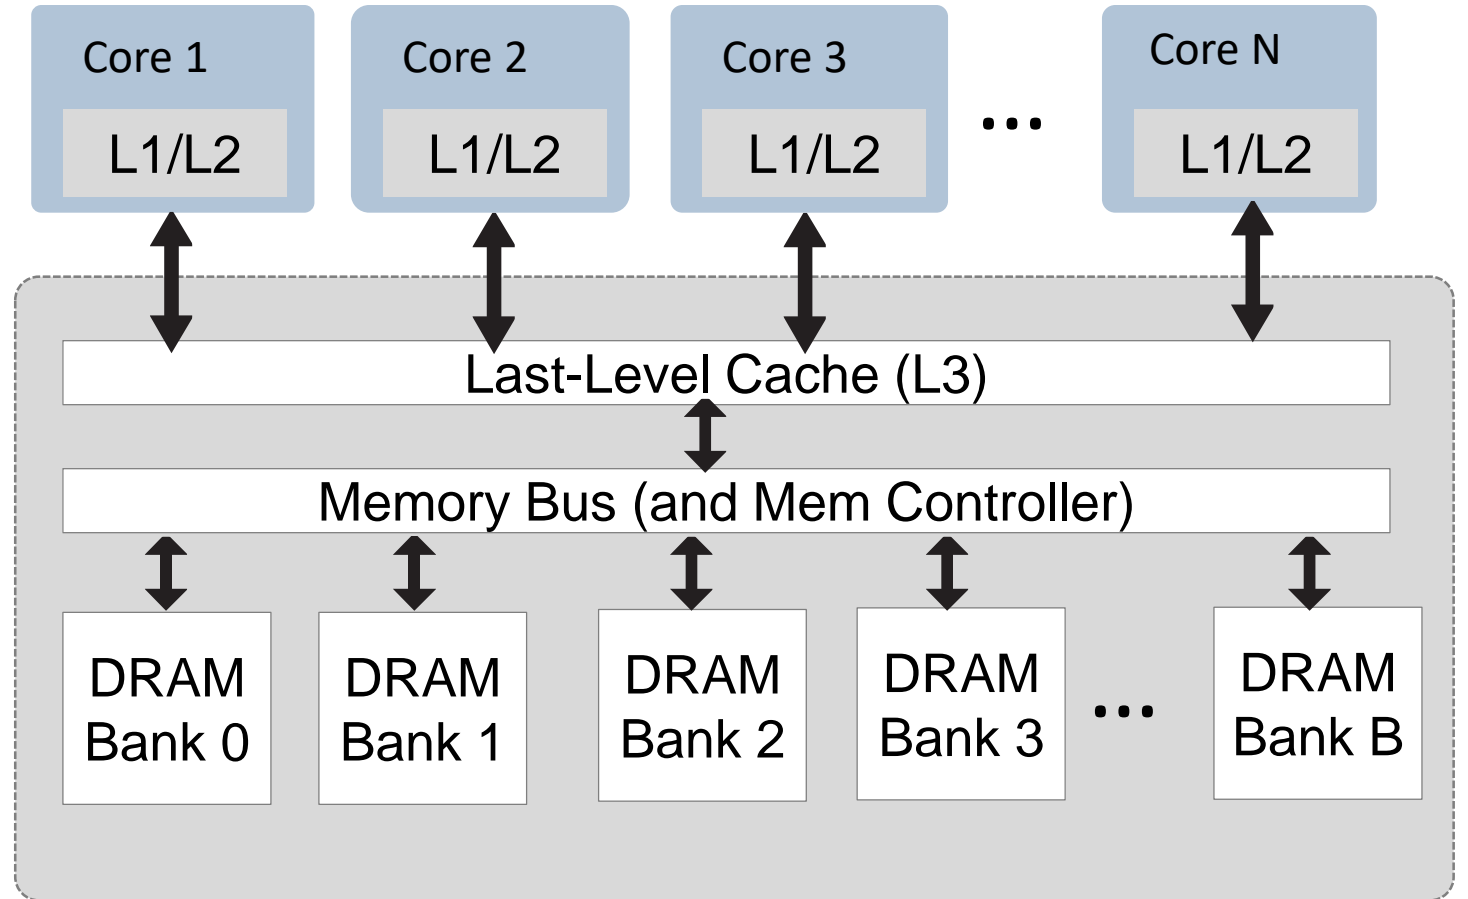 Core 1
Core 2
Core 3
Core N
L1/L2
L1/L2
L1/L2
...
L1/L2
Last-Level Cache (L3)
Memory Bus (and Mem Controller)
DRAM
Bank 0
DRAM
Bank 1
DRAM
Bank 2
DRAM
Bank 3
...
DRAM
Bank B